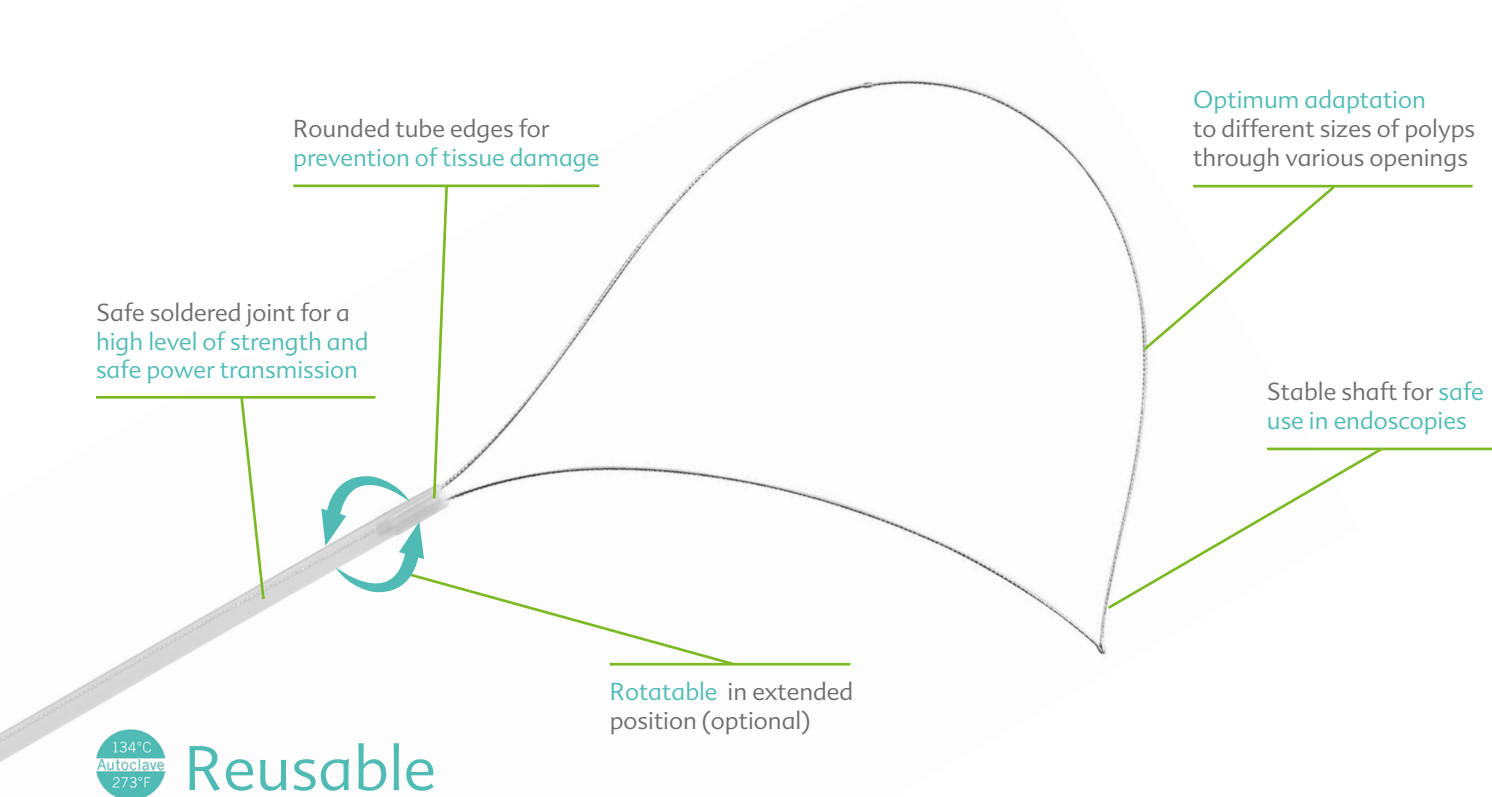 Rounded tube edges for
prevention of tissue damage
Optimum adaptation
to different sizes of polyps
through various openings
Safe soldered joint for a
high level of strength and
safe power transmission
Stable shaft for safe
use in endoscopies
Rotatable in extended
position (optional)
134°C
Autoclave
273°F
Reusable